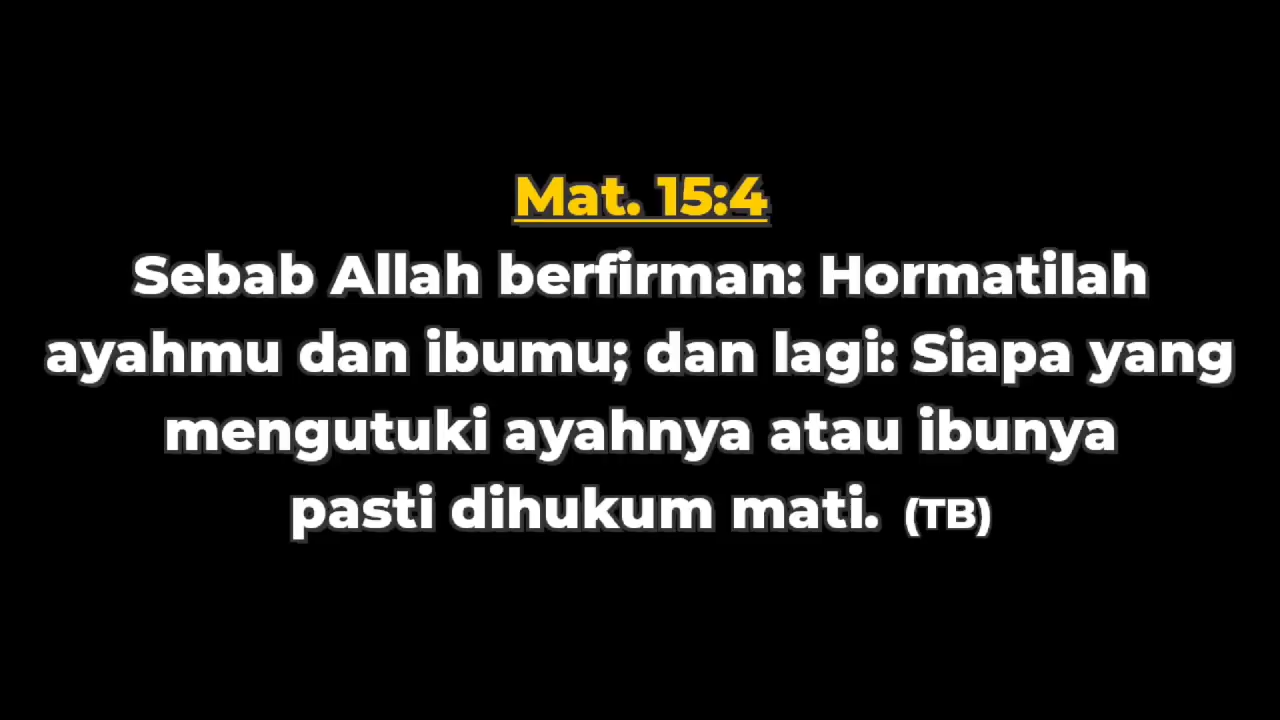 Mat. 15:4
Sebab Allah berfirman: Hormatilah
ayahmu dan ibumu; dan lagi: Siapa yang
mengutuki ayahnya atau ibunya
pasti dihukum mati. (TB)